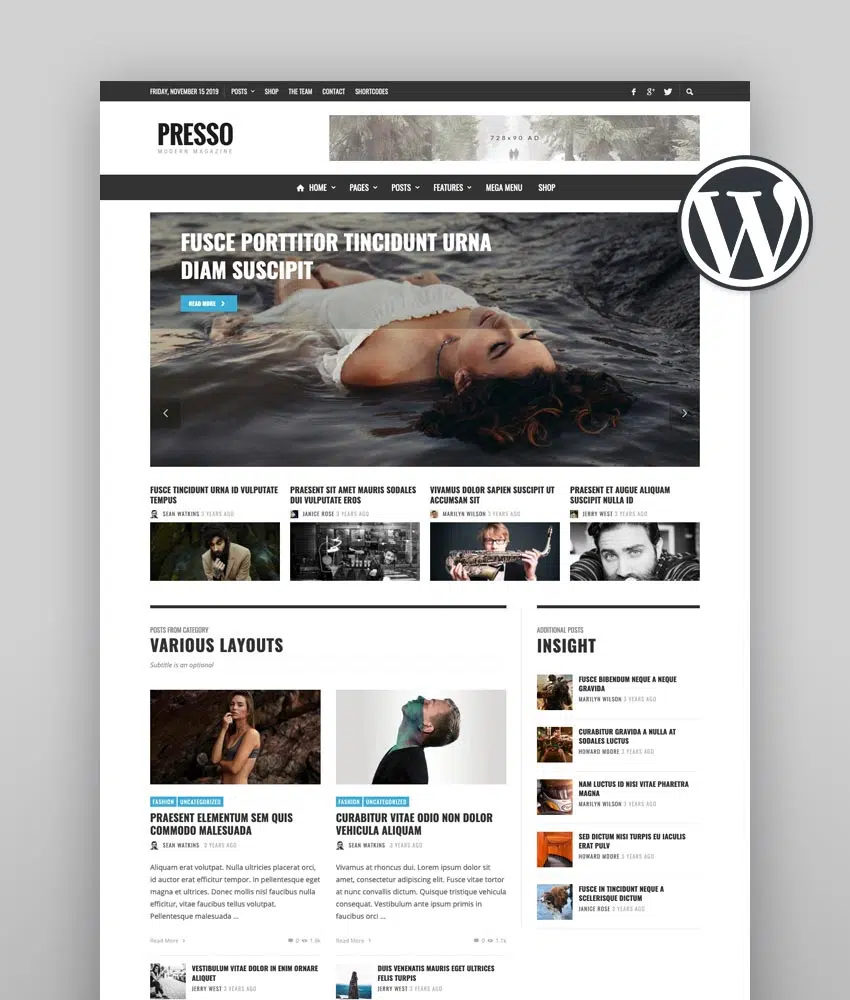 FRIDAY, NOVEMBER 15 2019 POSTS SHOP THE TEAM CONTACT SHORTCODES
PRESSO
MODERN MAGAZINE
728x90 AD
HOME PAGES POSTS FEATURES MEGA MENU SHOP
FUSCE PORTTITOR TINCIDUNT URNA
DIAM SUSCIPIT
READ MORE
FUSCE TINCIDUNT URNA ID VULPUTATE
TEMPUS
SEAN WATKINS 3 YEARS AGO
PRAESENT SIT AMET MAURIS SODALES
DUI VULPUTATE EROS
JANICE ROSE 3 YEARS AGO
VIVAMUS DOLOR SAPIEN SUSCIPIT UT
ACCUMSAN SIT
MARILYN WILSON 3 YEARS AGO
PRAESENT ET AUGUE ALIQUAM
SUSCIPIT NULLA ID
JERRY WEST 3 YEARS AGO
POSTS FROM CATEGORY
VARIOUS LAYOUTS
Subtitle is an optional
FASHION UNCATEGORIZED
PRAESENT ELEMENTUM SEM QUIS
COMMODO MALESUADA
SEAN WATKINS 3 YEARS AGO
Aliquam erat volutpat. Nulla ultricies placerat orci,
id auctor erat efficitur tempor. In pellentesque eget
magna et ultrices. Donec mollis nisl faucibus nulla
efficitur, vitae faucibus tellus volutpat.
Pellentesque malesuada ...
Read More 0 1.3k
FASHION UNCATEGORIZED
CURABITUR VITAE ODIO NON DOLOR
VEHICULA ALIQUAM
SEAN WATKINS 3 YEARS AGO
Vivamus at rhoncus dui. Lorem ipsum dolor sit
amet, consectetur adipiscing elit. Fusce vitae tortor
at nunc convallis dictum. Quisque tristique vehicula
consequat. Vestibulum ante ipsum primis in
faucibus orci ...
Read More 0 1.1k
VESTIBULUM VITAE DOLOR IN ENIM ORNARE
ALIQUET
JERRY WEST 3 YEARS AGO
DUIS VENENATIS MAURIS EGET ULTRICES
FELIS TURPIS
JERRY WEST 3 YEARS AGO
ADDITIONAL POSTS
INSIGHT
FUSCE BIBENDUM NEQUE A NEQUE
GRAVIDA
MARILYN WILSON 3 YEARS AGO
CURABITUR GRAVIDA A NULLA AT
SODALES LUCTUS
HOWARD MOORE 3 YEARS AGO
NAM LUCTUS ID NISI VITAE PHARETRA
MAGNA
MARILYN WILSON 3 YEARS AGO
SED DICTUM NISI TURPIS EU IACULIS
ERAT PULV
HOWARD MOORE 3 YEARS AGO
FUSCE IN TINCIDUNT NEQUE A
SCELERISQUE DICTUM
JANICE ROSE 3 YEARS AGO